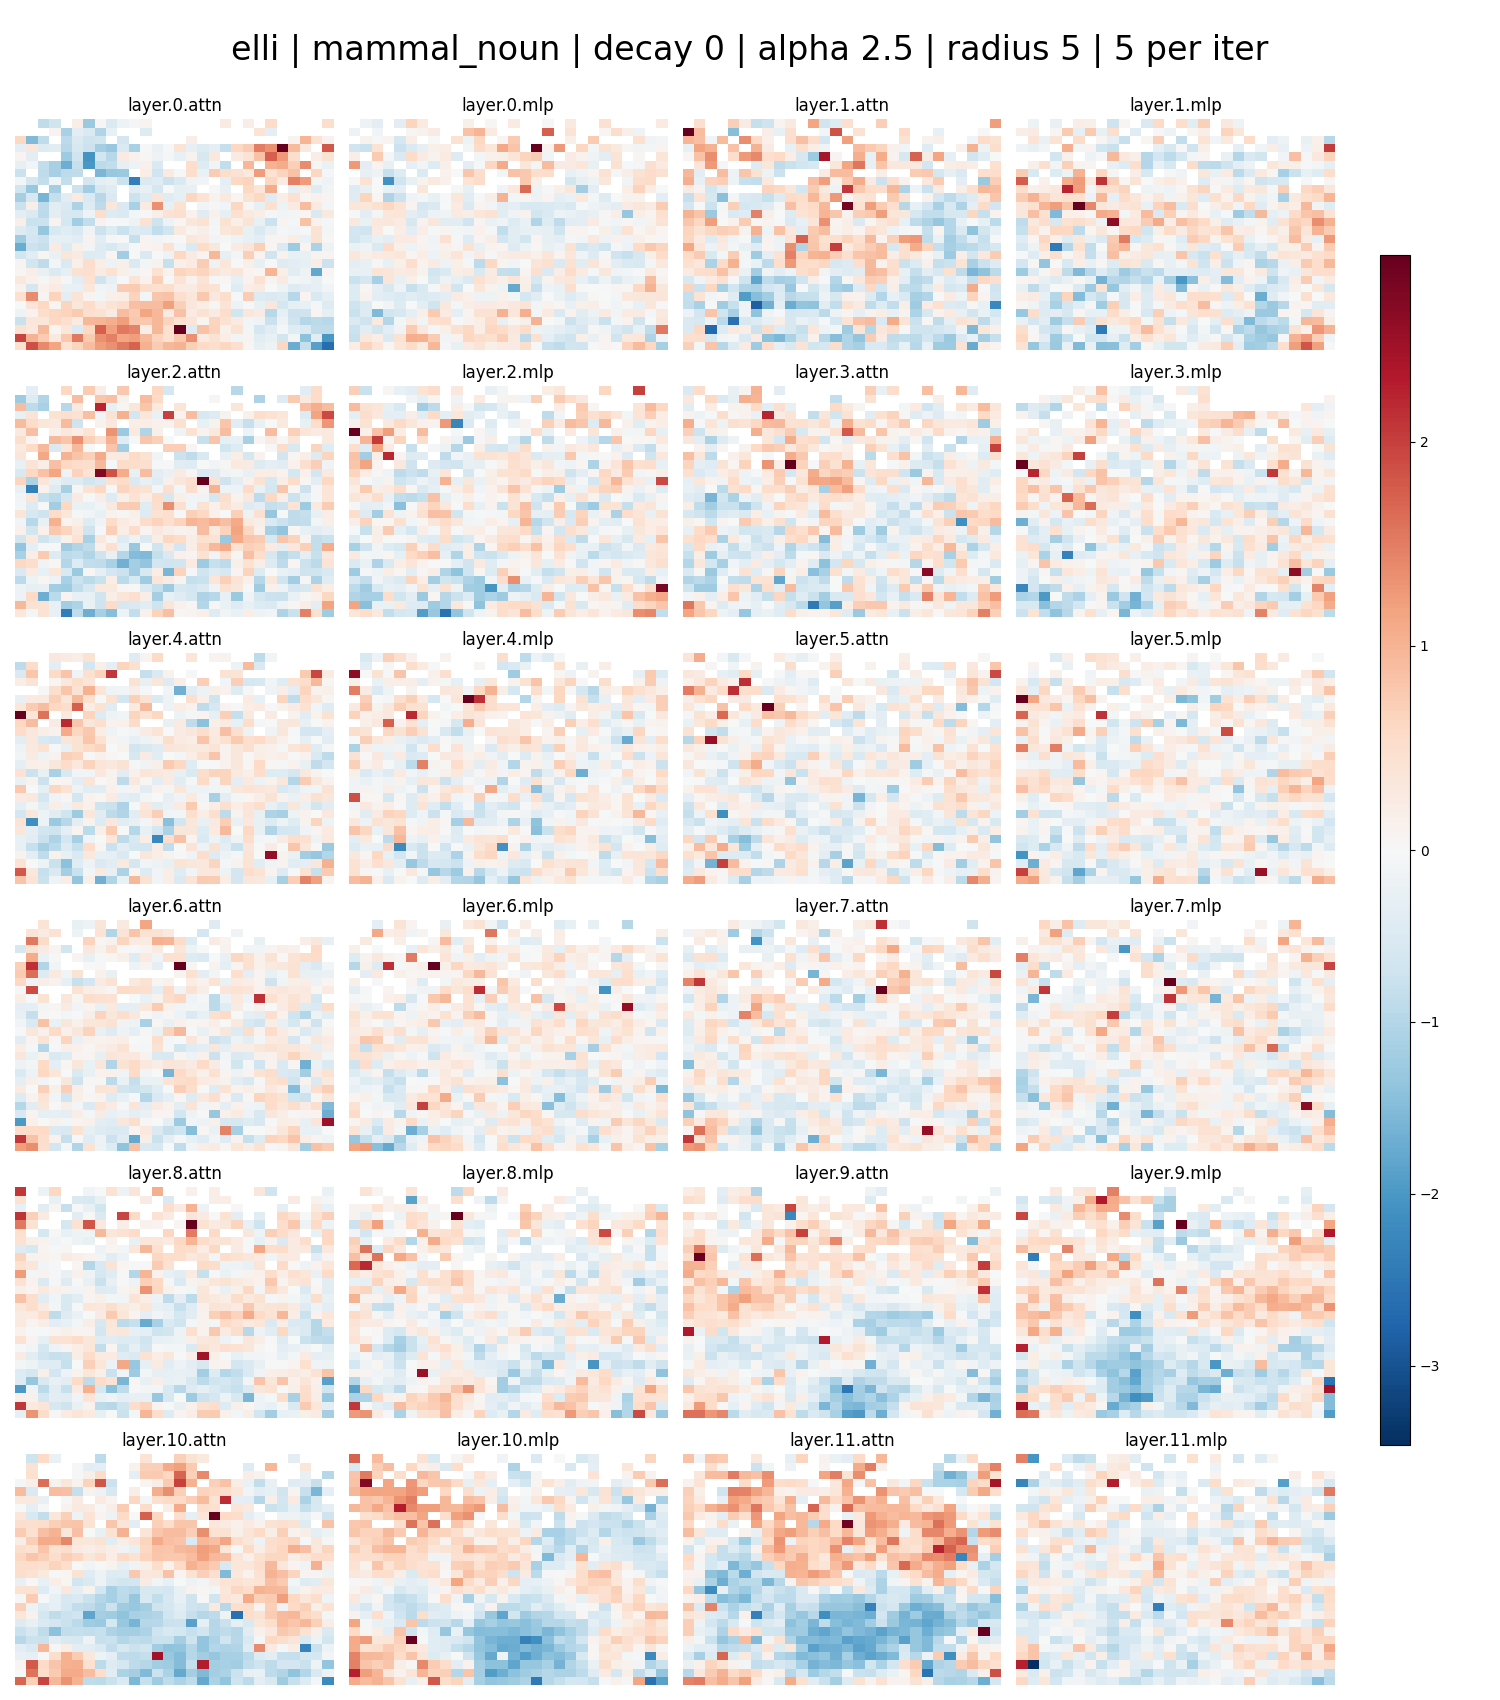 elli | mammal_noun | decay 0 | alpha 2.5 | radius 5 | 5 per iter
layer.0.attn layer.0.mlp layer.1.attn layer.1.mlp
layer.2.attn layer.2.mlp layer.3.attn layer.3.mlp
layer.4.attn layer.4.mlp layer.5.attn layer.5.mlp
layer.6.attn layer.6.mlp layer.7.attn layer.7.mlp
layer.8.attn layer.8.mlp layer.9.attn layer.9.mlp
layer.10.attn layer.10.mlp layer.11.attn layer.11.mlp
2
1
0
−1
−2
−3